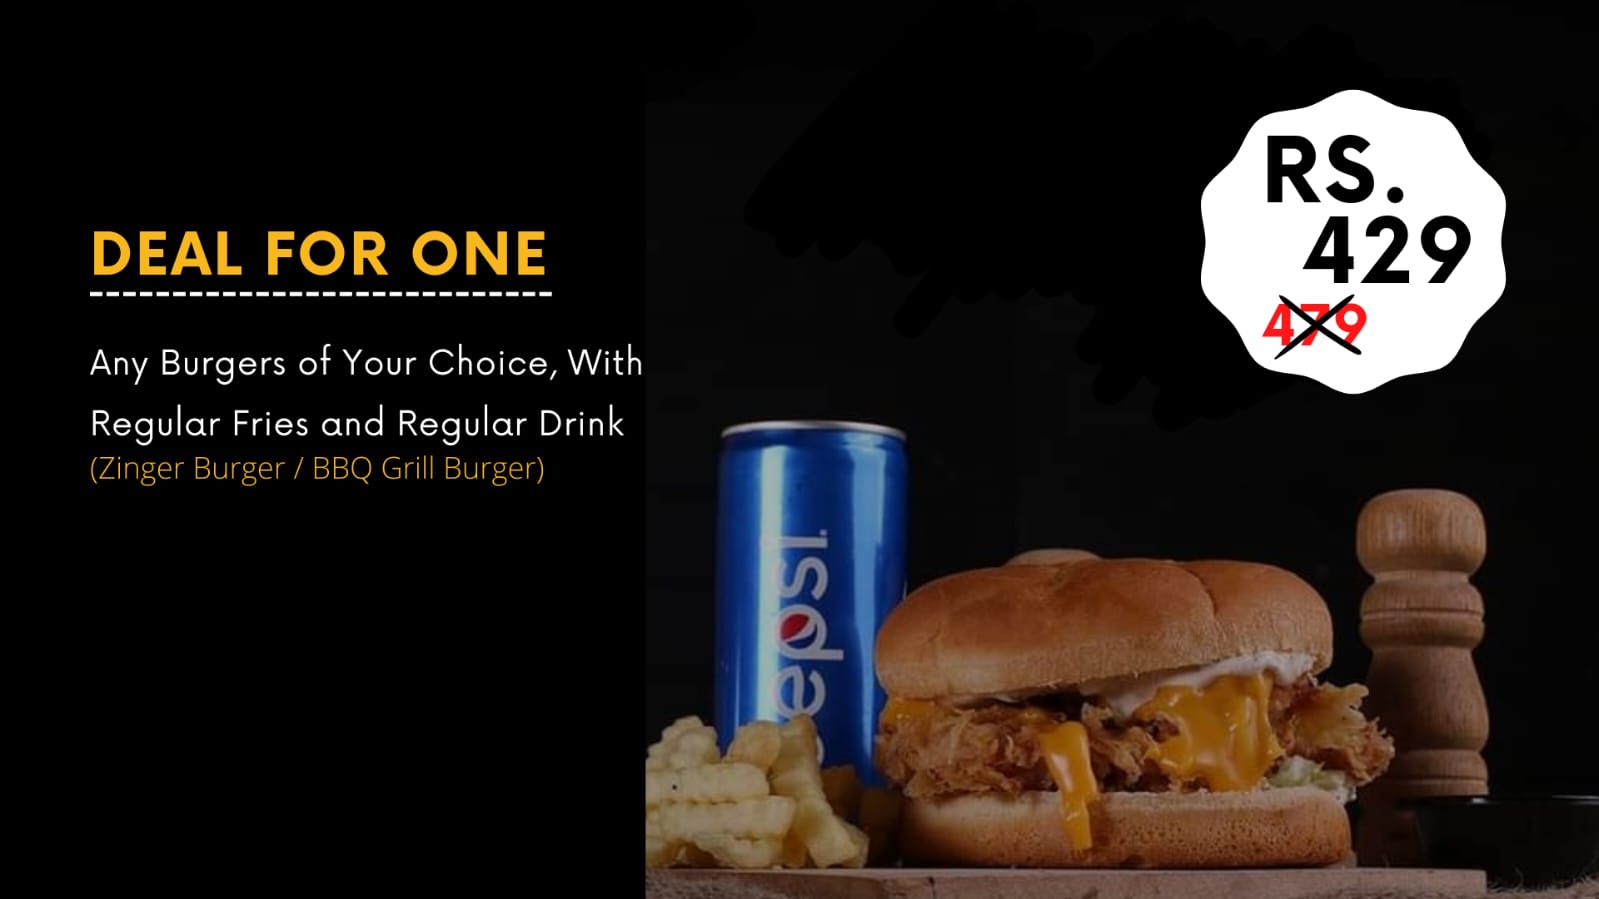 DEAL FOR ONE
Any Burgers of Your Choice, With
Regular Fries and Regular Drink
(Zinger Burger / BBQ Grill Burger)
RS.
429
479
pepsi